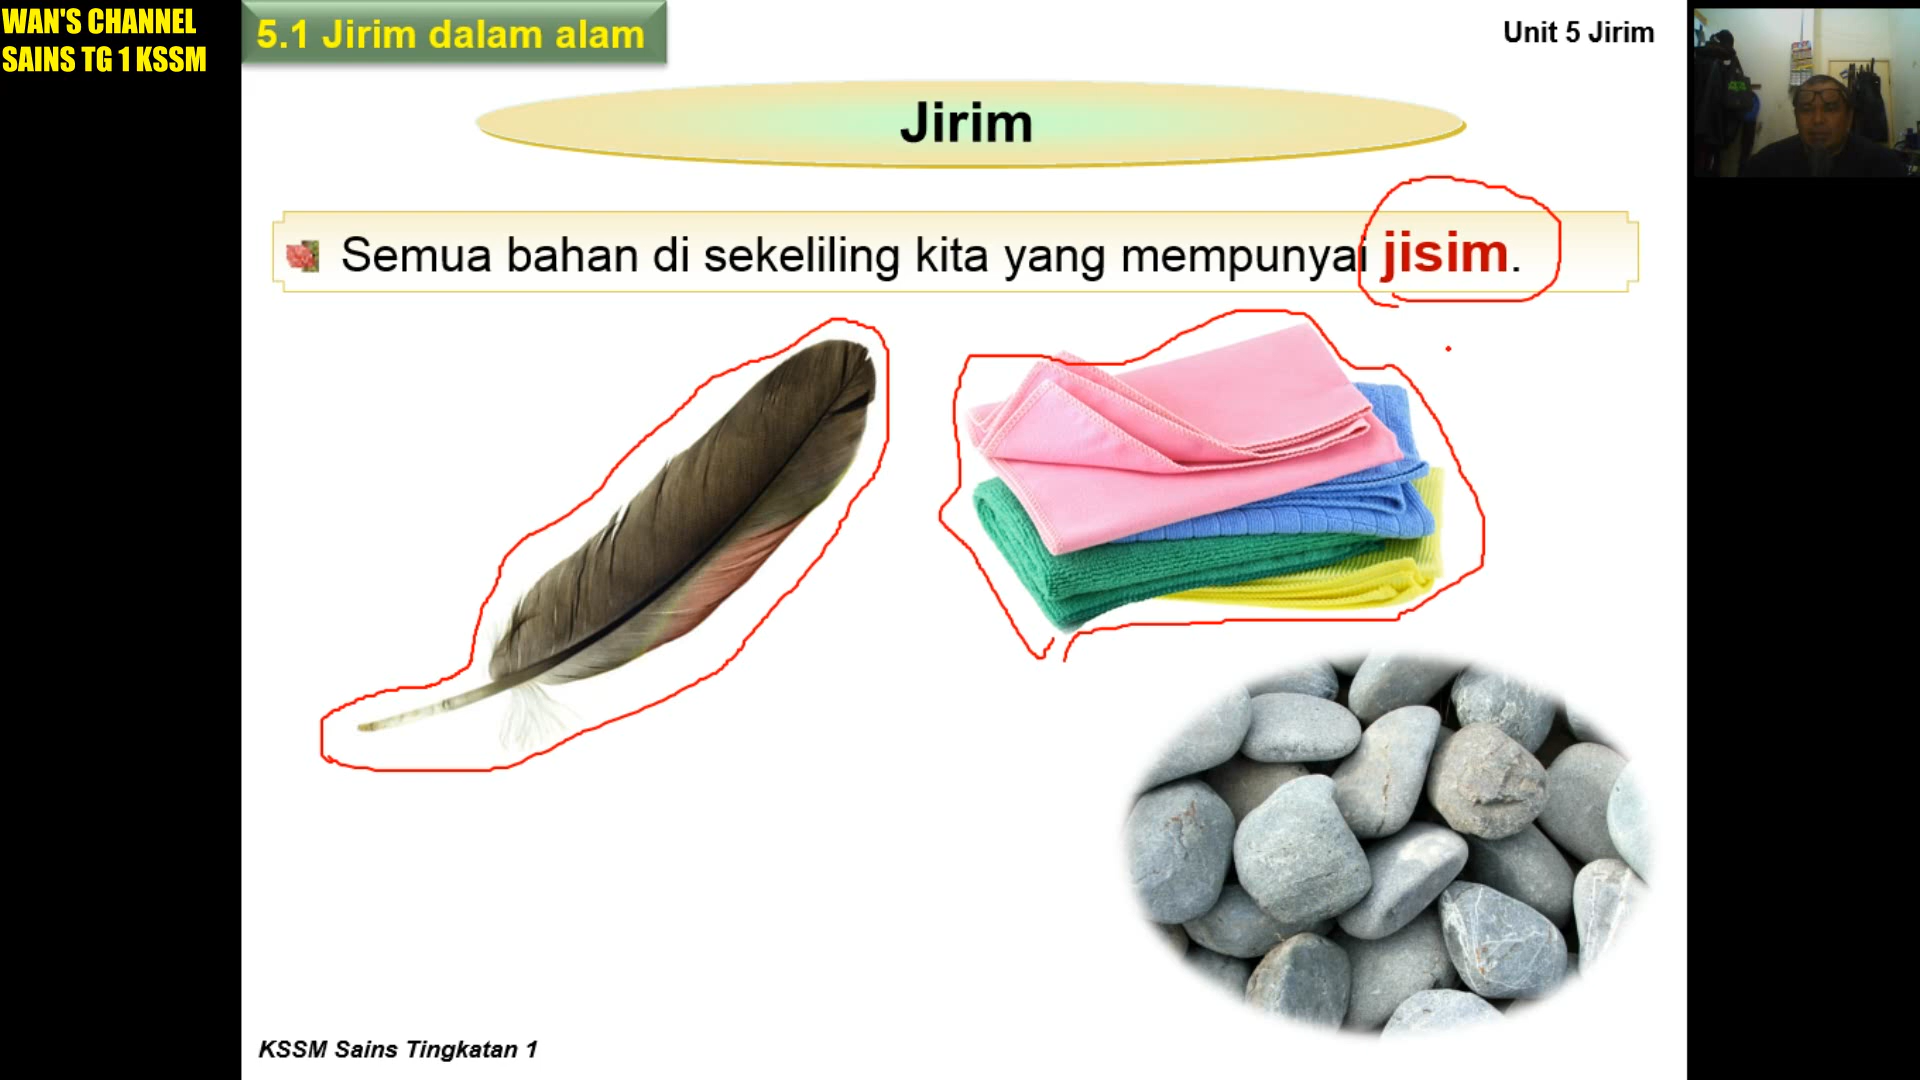 WAN'S CHANNEL
SAINS TG 1 KSSM
5.1 Jirim dalam alam
Unit 5 Jirim
Jirim
Semua bahan di sekeliling kita yang mempunyai jisim.
KSSM Sains Tingkatan 1